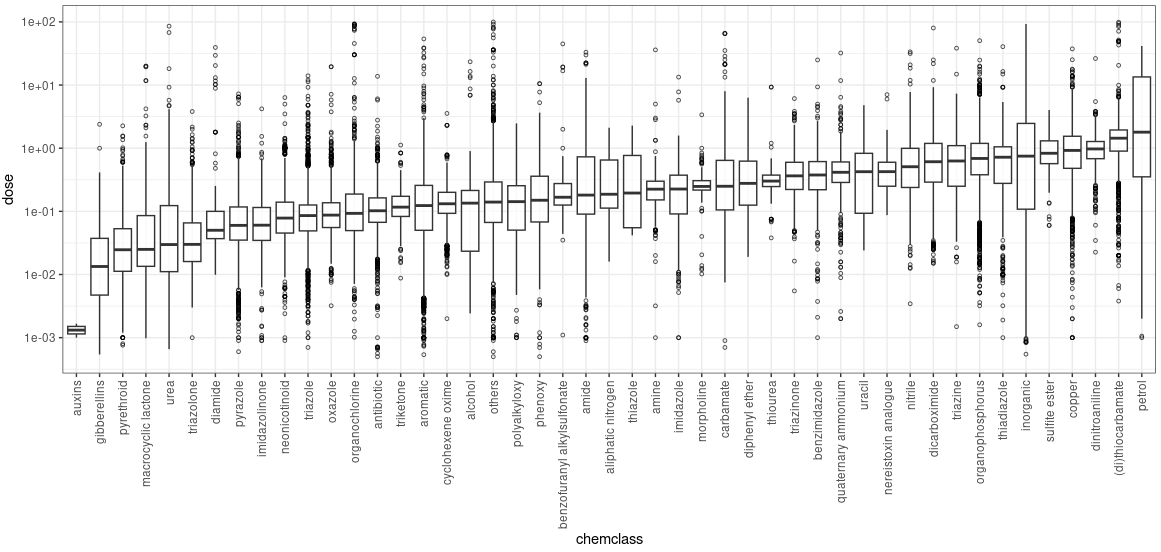 1e+02
1e+01
1e+00
1e-01
1e-02
1e-03
dose
auxins
gibberellins
pyrethroid
macrocyclic lactone
urea
triazolone
diamide
pyrazole
imidazolinone
neonicotinoid
triazole
oxazole
organochlorine
antibiotic
triketone
aromatic
cyclohexene oxime
alcohol
others
polyalkyloxy
phenoxy
benzofuranyl alkylsulfonate
amide
aliphatic nitrogen
thiazole
amine
imidazole
morpholine
carbamate
diphenyl ether
thiourea
triazinone
benzimidazole
quaternary ammonium
uracil
nereistoxin analogue
nitrile
dicarboximide
triazine
organophosphorus
thiadiazole
inorganic
sulfite ester
copper
dinitroaniline
(di)thiocarbamate
petrol
chemclass